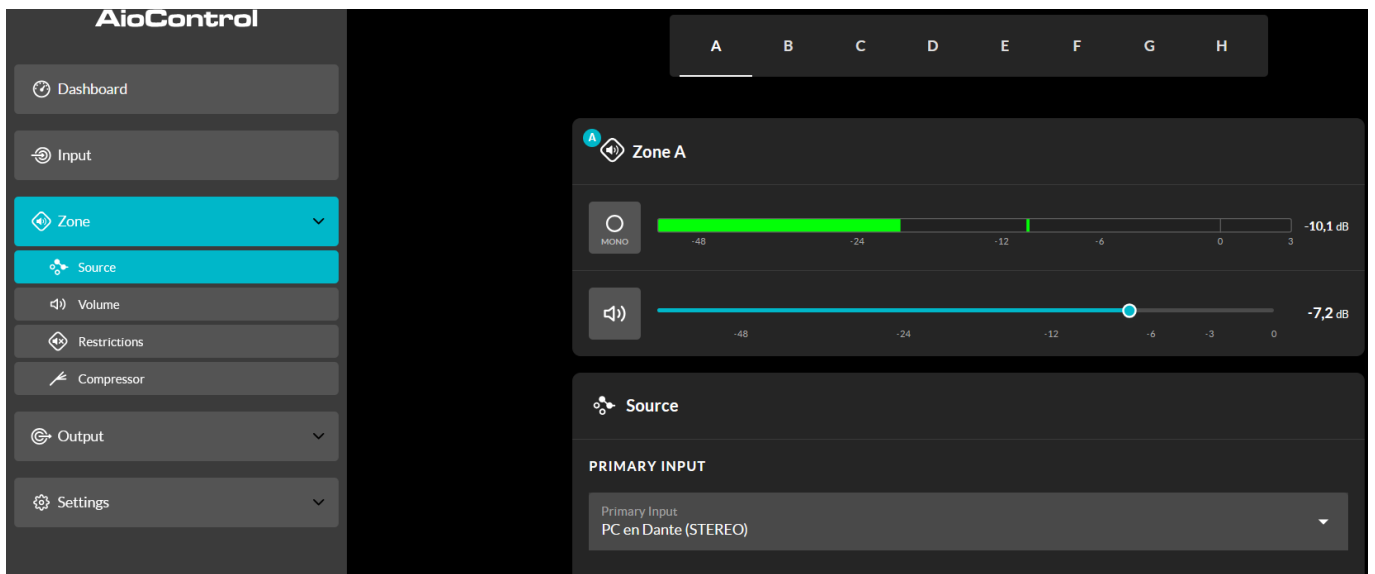 AioControl
Dashboard
Input
Zone
Source
Volume
Restrictions
Compressor
Output
Settings
A B C D E F G H
A Zone A
MONO
-48 -24 -12 -6 0 3
-10,1 dB
-48 -24 -12 -6 -3 0
-7,2 dB
Source
PRIMARY INPUT
Primary Input
PC en Dante (STEREO)